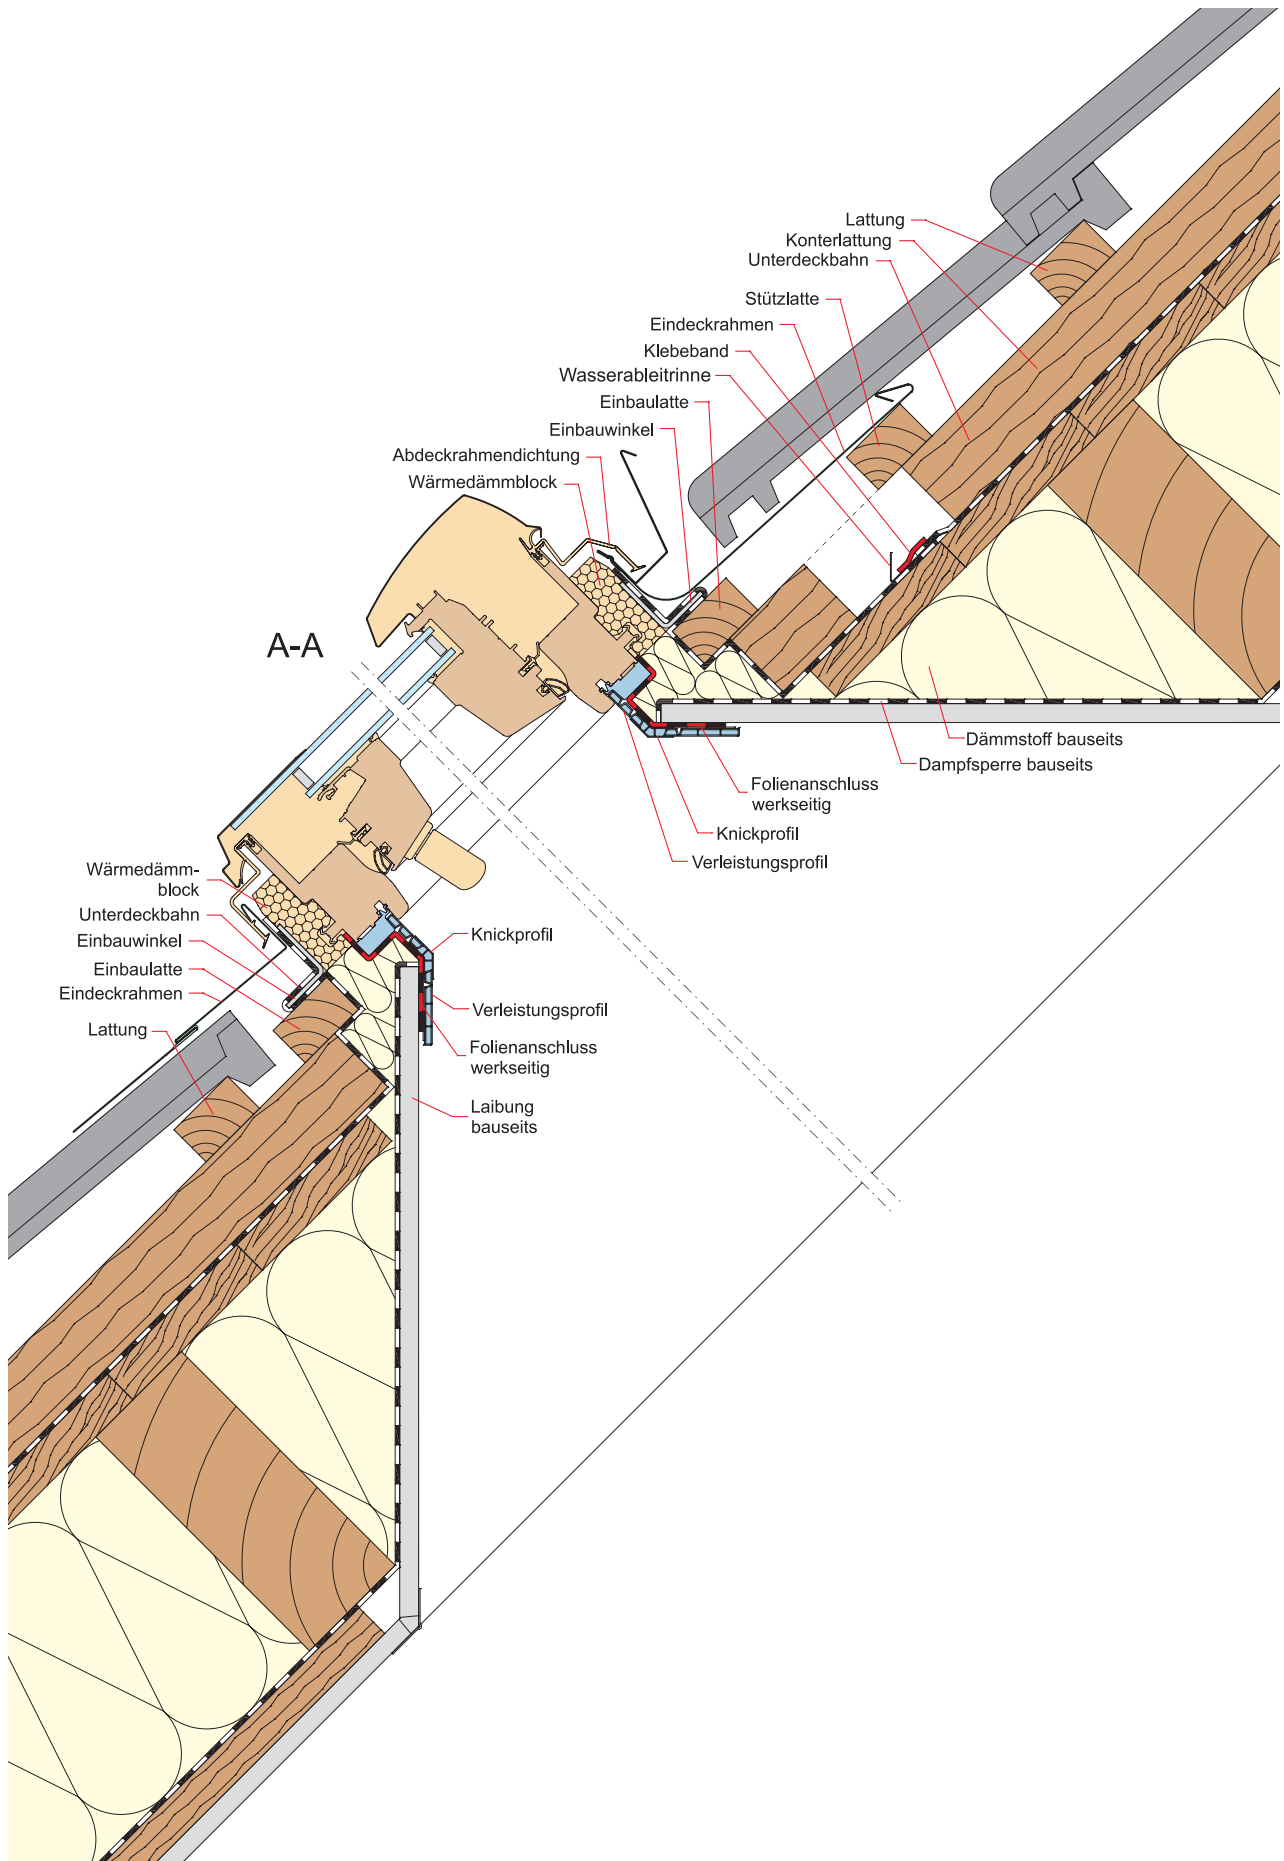 Lattung
Konterlattung
Unterdeckbahn
Stützlatte
Eindeckrahmen
Klebeband
Wasserableitrinne
Einbaulatte
Einbauwinkel
Abdeckrahmendichtung
Wärmedämmblock
A-A
Dämmstoff bauseits
Dampfsperre bauseits
Folienanschluss
werkseitig
Knickprofil
Verleistungsprofil
Wärmedämm-
block
Unterdeckbahn
Einbauwinkel
Einbaulatte
Eindeckrahmen
Lattung
Knickprofil
Verleistungsprofil
Folienanschluss
werkseitig
Laibung
bauseits